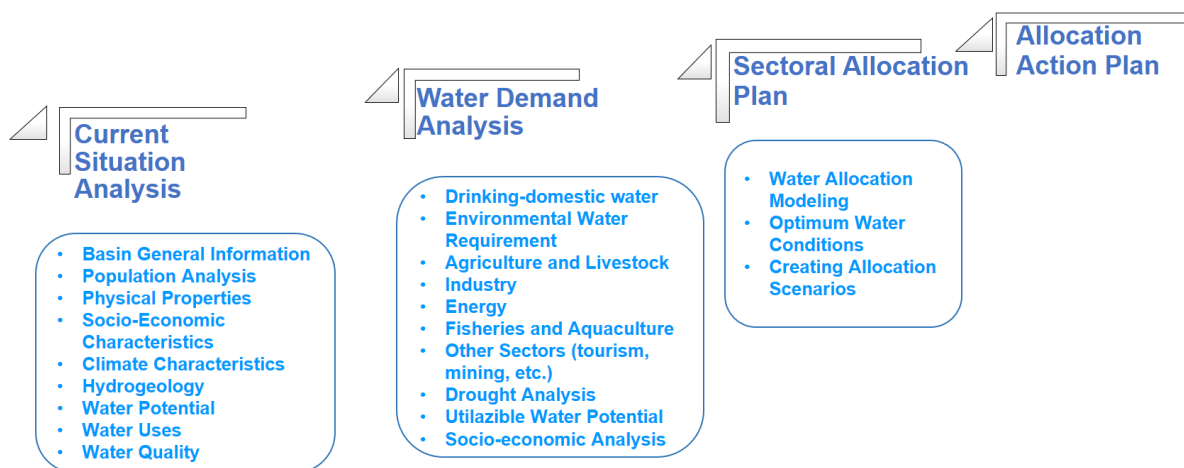 Current
Situation
Analysis
• Basin General Information
• Population Analysis
• Physical Properties
• Socio-Economic
Characteristics
• Climate Characteristics
• Hydrogeology
• Water Potential
• Water Uses
• Water Quality
Water Demand
Analysis
• Drinking-domestic water
• Environmental Water
Requirement
• Agriculture and Livestock
• Industry
• Energy
• Fisheries and Aquaculture
• Other Sectors (tourism,
mining, etc.)
• Drought Analysis
• Utilazible Water Potential
• Socio-economic Analysis
Sectoral Allocation
Plan
• Water Allocation
Modeling
• Optimum Water
Conditions
• Creating Allocation
Scenarios
Allocation
Action Plan